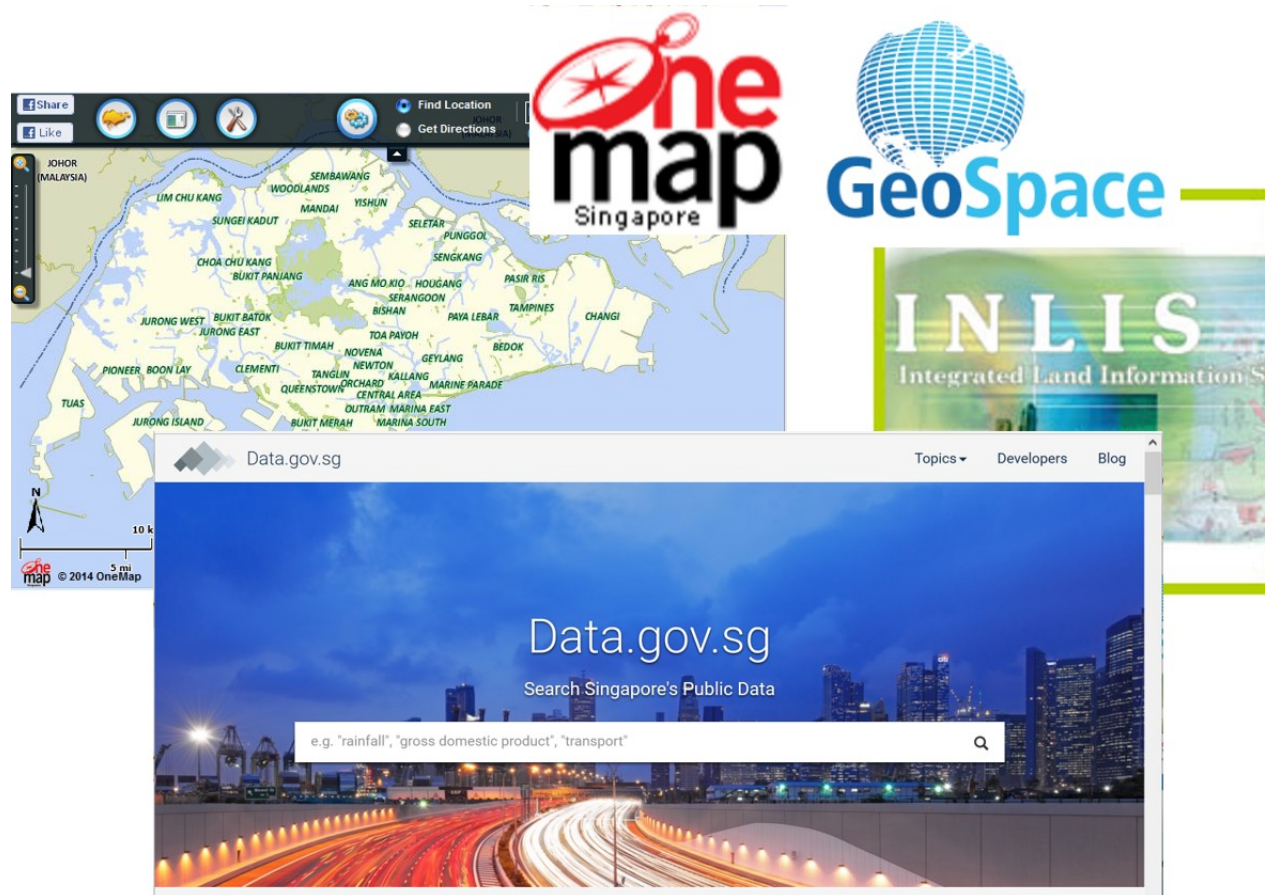 Share
Like
Find Location
Get Directions
JOHOR
(MALAYSIA)
SEMBAWANG
WOODLANDS
LIM CHU KANG
MANDAI
YISHUN
SUNGEI KADUT
SELETAR
PUNGGOL
CHOA CHU KANG
SENGKANG
BUKIT PANJANG
ANG MO KIO
HOUGANG
PASIR RIS
SERANGOON
BISHAN
TAMPINES
JURONG WEST
BUKIT BATOK
PAYA LEBAR
CHANGI
JURONG EAST
TOA PAYOH
BUKIT TIMAH
NOVENA
BEDOK
GEYLANG
PIONEER
BOON LAY
CLEMENTI
NEWTON
TANGLIN
KALLANG
QUEENSTOWN
ORCHARD
MARINE PARADE
CENTRAL AREA
TUAS
OUTRAM
MARINA EAST
JURONG ISLAND
BUKIT MERAH
MARINA SOUTH
N
10 k
5 mi
One
map
© 2014 OneMap
One
map
Singapore
GeoSpace
INLIS
Integrated Land Information S
Data.gov.sg
Topics
Developers
Blog
Data.gov.sg
Search Singapore's Public Data
e.g. "rainfall", "gross domestic product", "transport"